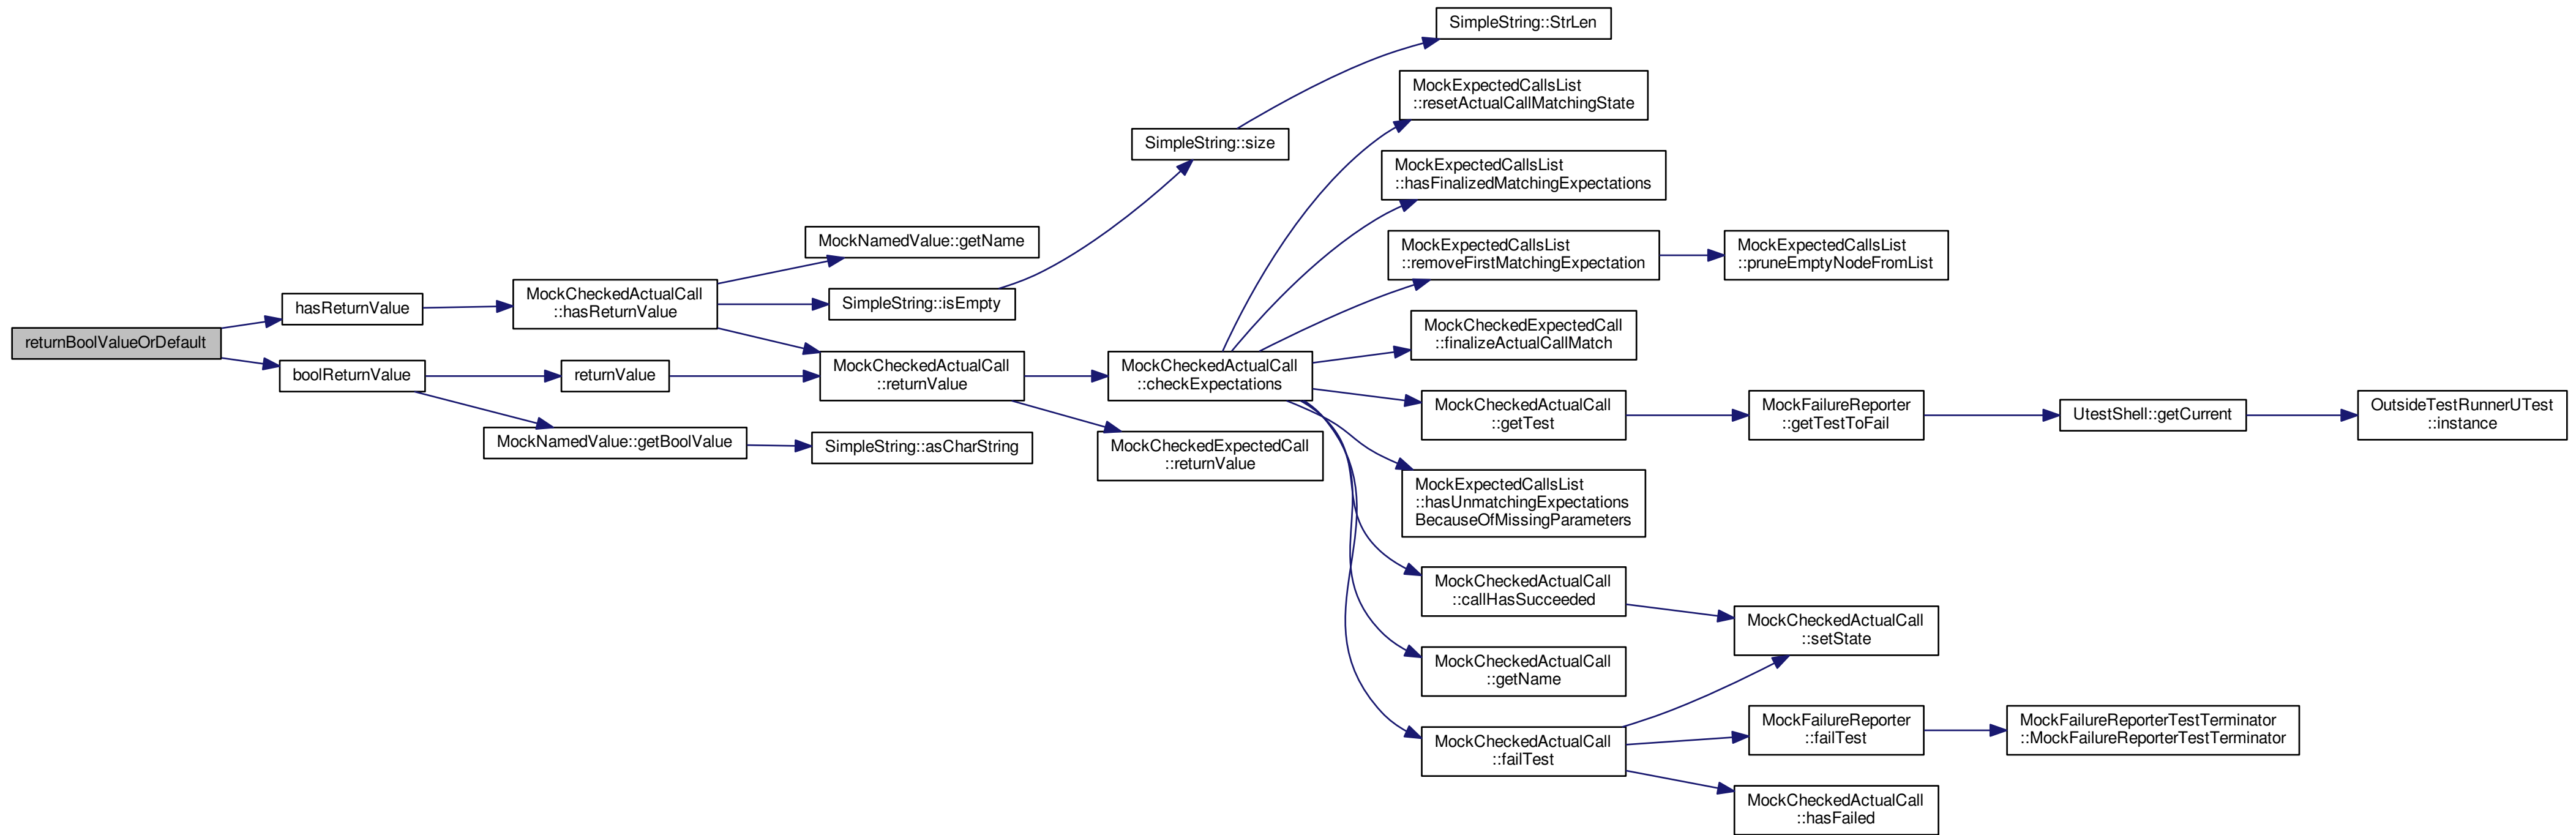 SimpleString::StrLen
MockExpectedCallsList
::resetActualCallMatchingState
SimpleString::size
MockExpectedCallsList
::hasFinalizedMatchingExpectations
MockNamedValue::getName
MockExpectedCallsList
::removeFirstMatchingExpectation
MockExpectedCallsList
::pruneEmptyNodeFromList
hasReturnValue
MockCheckedActualCall
::hasReturnValue
SimpleString::isEmpty
returnBoolValueOrDefault
MockCheckedExpectedCall
::finalizeActualCallMatch
boolReturnValue
returnValue
MockCheckedActualCall
::returnValue
MockCheckedActualCall
::checkExpectations
MockCheckedActualCall
::getTest
MockFailureReporter
::getTestToFail
UtestShell::getCurrent
OutsideTestRunnerUTest
::instance
MockNamedValue::getBoolValue
SimpleString::asCharString
MockCheckedExpectedCall
::returnValue
MockExpectedCallsList
::hasUnmatchingExpectations
BecauseOfMissingParameters
MockCheckedActualCall
::callHasSucceeded
MockCheckedActualCall
::setState
MockCheckedActualCall
::getName
MockCheckedActualCall
::failTest
MockFailureReporter
::failTest
MockFailureReporterTestTerminator
::MockFailureReporterTestTerminator
MockCheckedActualCall
::hasFailed